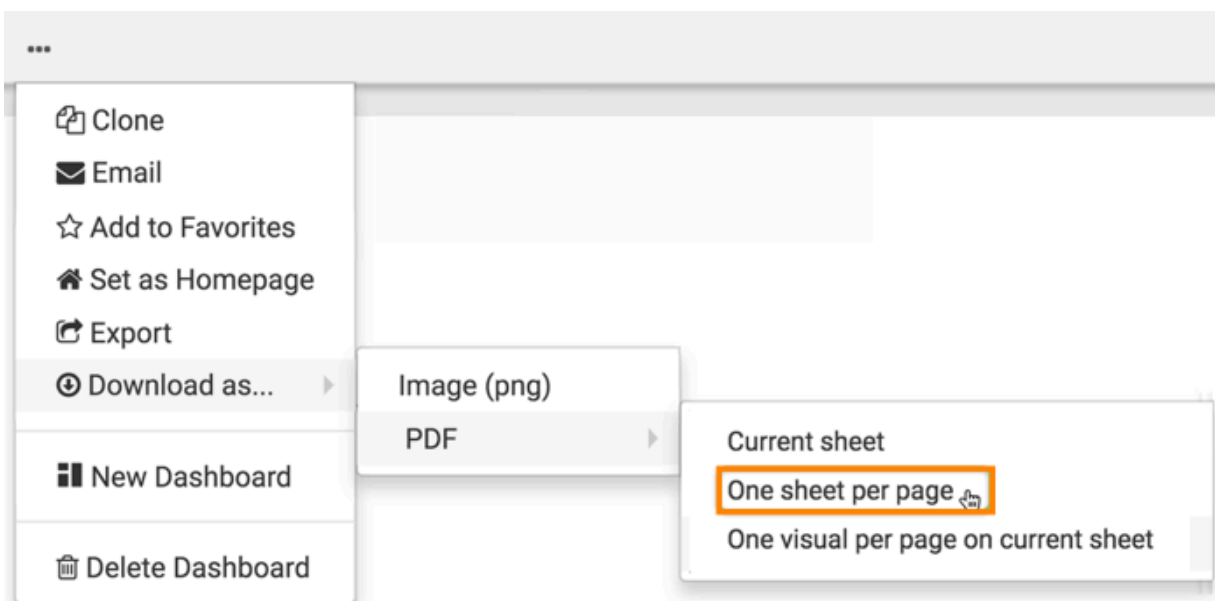 Clone
Email
Add to Favorites
Set as Homepage
Export
Download as...
New Dashboard
Delete Dashboard
Image (png)
PDF
Current sheet
One sheet per page
One visual per page on current sheet